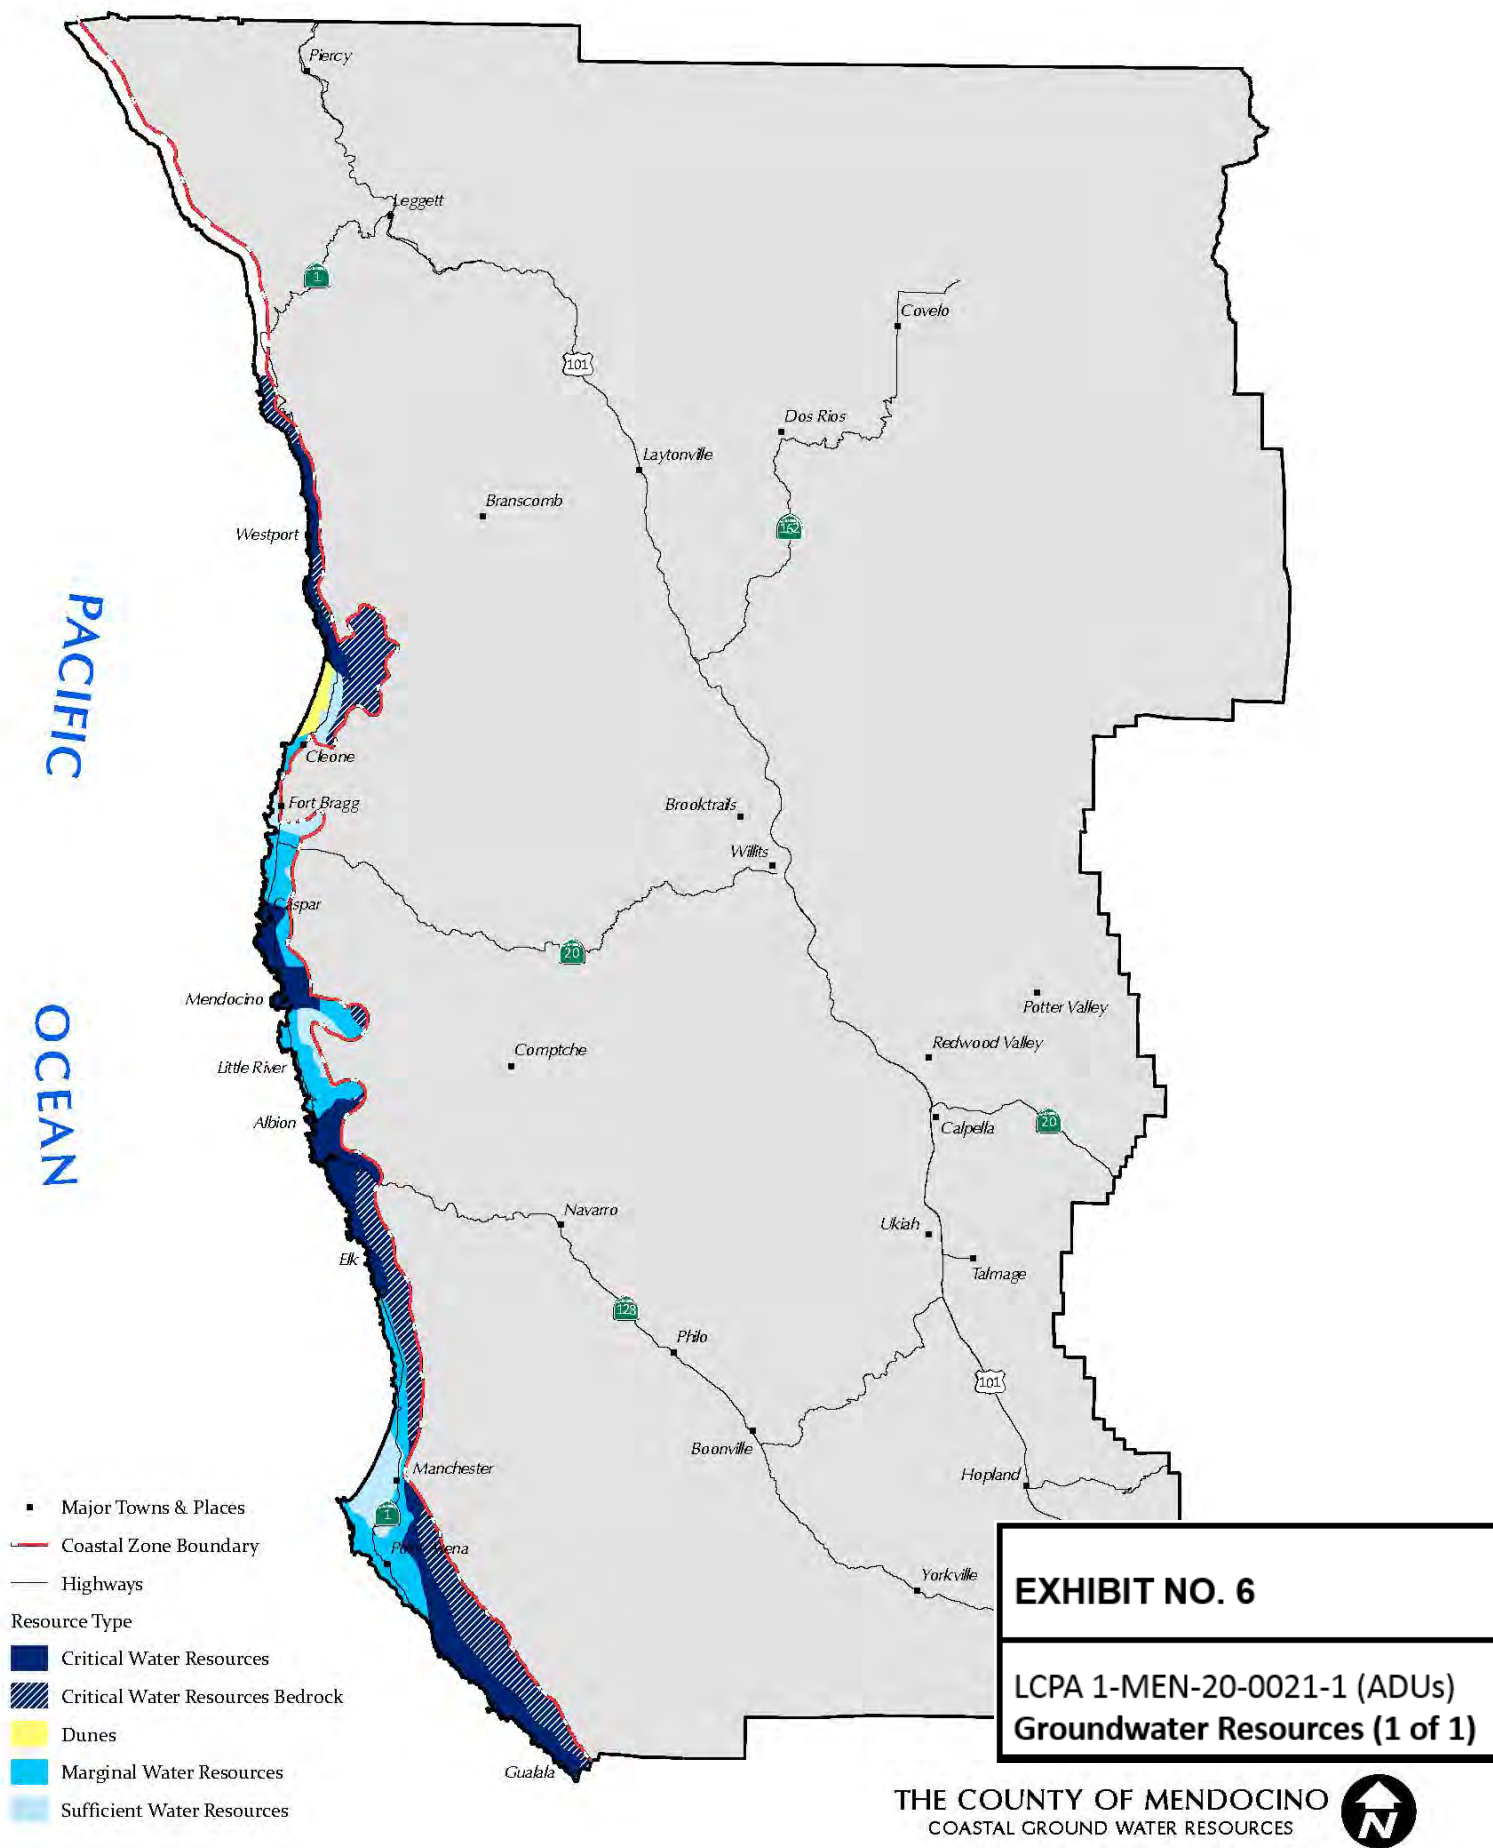 Piercy
Leggett
1
Covelo
101
Dos Rios
Laytonville
Branscomb
162
Westport
PACIFIC
Cleone
Fort Bragg
Brooktrails
Willits
Caspar
20
Mendocino
Potter Valley
OCEAN
Redwood Valley
Comptche
Little River
Albion
Calpella
20
Navarro
Ukiah
Elk
Talmage
128
Philo
101
Boonville
Manchester
Hopland
1
Yorkville
Gualala
Major Towns & Places
Coastal Zone Boundary
Highways
Resource Type
Critical Water Resources
Critical Water Resources Bedrock
Dunes
Marginal Water Resources
Sufficient Water Resources
EXHIBIT NO. 6
LCPA 1-MEN-20-0021-1 (ADUs)
Groundwater Resources (1 of 1)
THE COUNTY OF MENDOCINO
COASTAL GROUND WATER RESOURCES
N